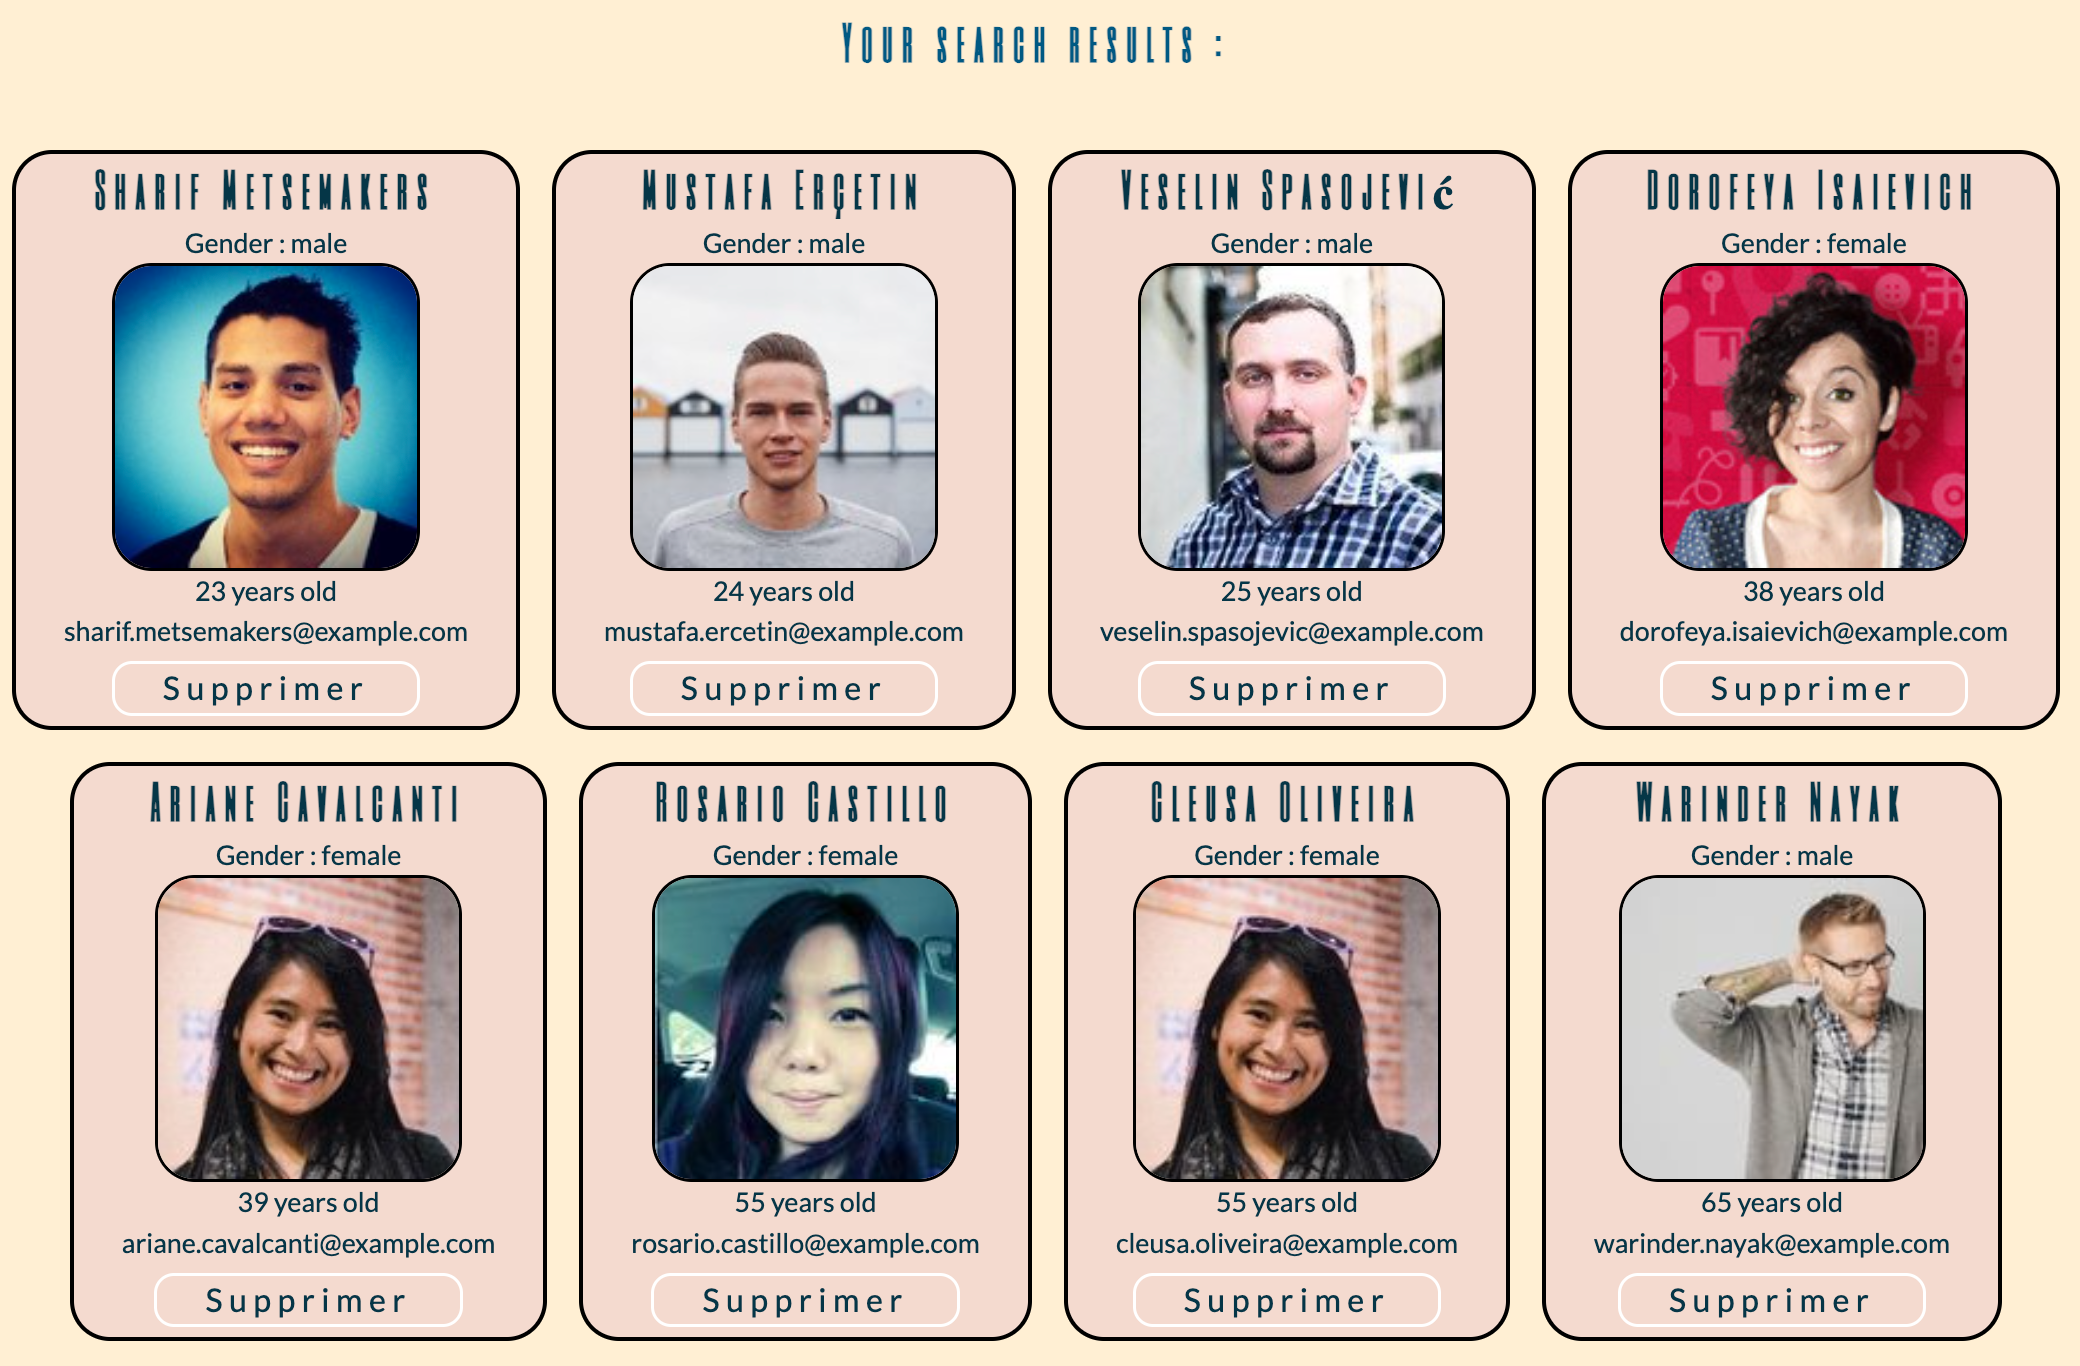 Your search results :
Sharif Metsemakers
Gender : male
23 years old
sharif.metsemakers@example.com
Supprimer
Mustafa Erçetin
Gender : male
24 years old
mustafa.ercetin@example.com
Supprimer
Veselin Spasojević
Gender : male
25 years old
veselin.spasojevic@example.com
Supprimer
Dorofeya Isaievich
Gender : female
38 years old
dorofeya.isaievich@example.com
Supprimer
Ariane Cavalcanti
Gender : female
39 years old
ariane.cavalcanti@example.com
Supprimer
Rosario Castillo
Gender : female
55 years old
rosario.castillo@example.com
Supprimer
Cleusa Oliveira
Gender : female
55 years old
cleusa.oliveira@example.com
Supprimer
Warinder Nayak
Gender : male
65 years old
warinder.nayak@example.com
Supprimer